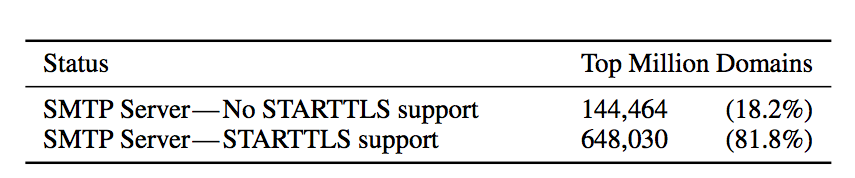 Status Top Million Domains
SMTP Server—No STARTTLS support 144,464 (18.2%)
SMTP Server—STARTTLS support 648,030 (81.8%)